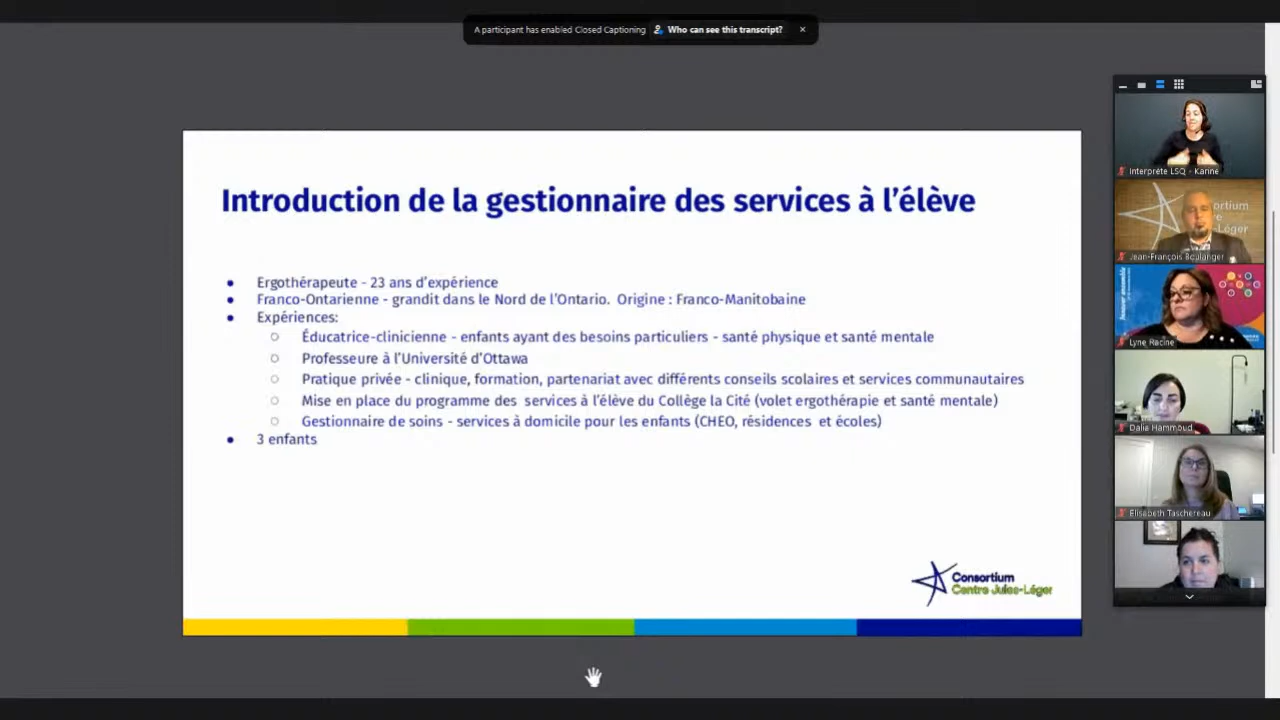 A participant has enabled Closed Captioning Who can see this transcript?
Introduction de la gestionnaire des services à l'élève
Ergothérapeute - 23 ans d'expérience
Franco-Ontarienne - grandit dans le Nord de l'Ontario. Origine : Franco-Manitobaine
Expériences:
Éducatrice-clinicienne - enfants ayant des besoins particuliers - santé physique et santé mentale
Professeure à l'Université d'Ottawa
Pratique privée - clinique, formation, partenariat avec différents conseils scolaires et services communautaires
Mise en place du programme des services à l'élève du Collège la Cité (volet ergothérapie et santé mentale)
Gestionnaire de soins - services à domicile pour les enfants (CHEO, résidences et écoles)
3 enfants
Consortium
Centre Jules-Léger
Interprète LSQ - Karine
Jean-François Boulanger
Lyne Racine
Dalia Hammoud
Elisabeth Taschereau